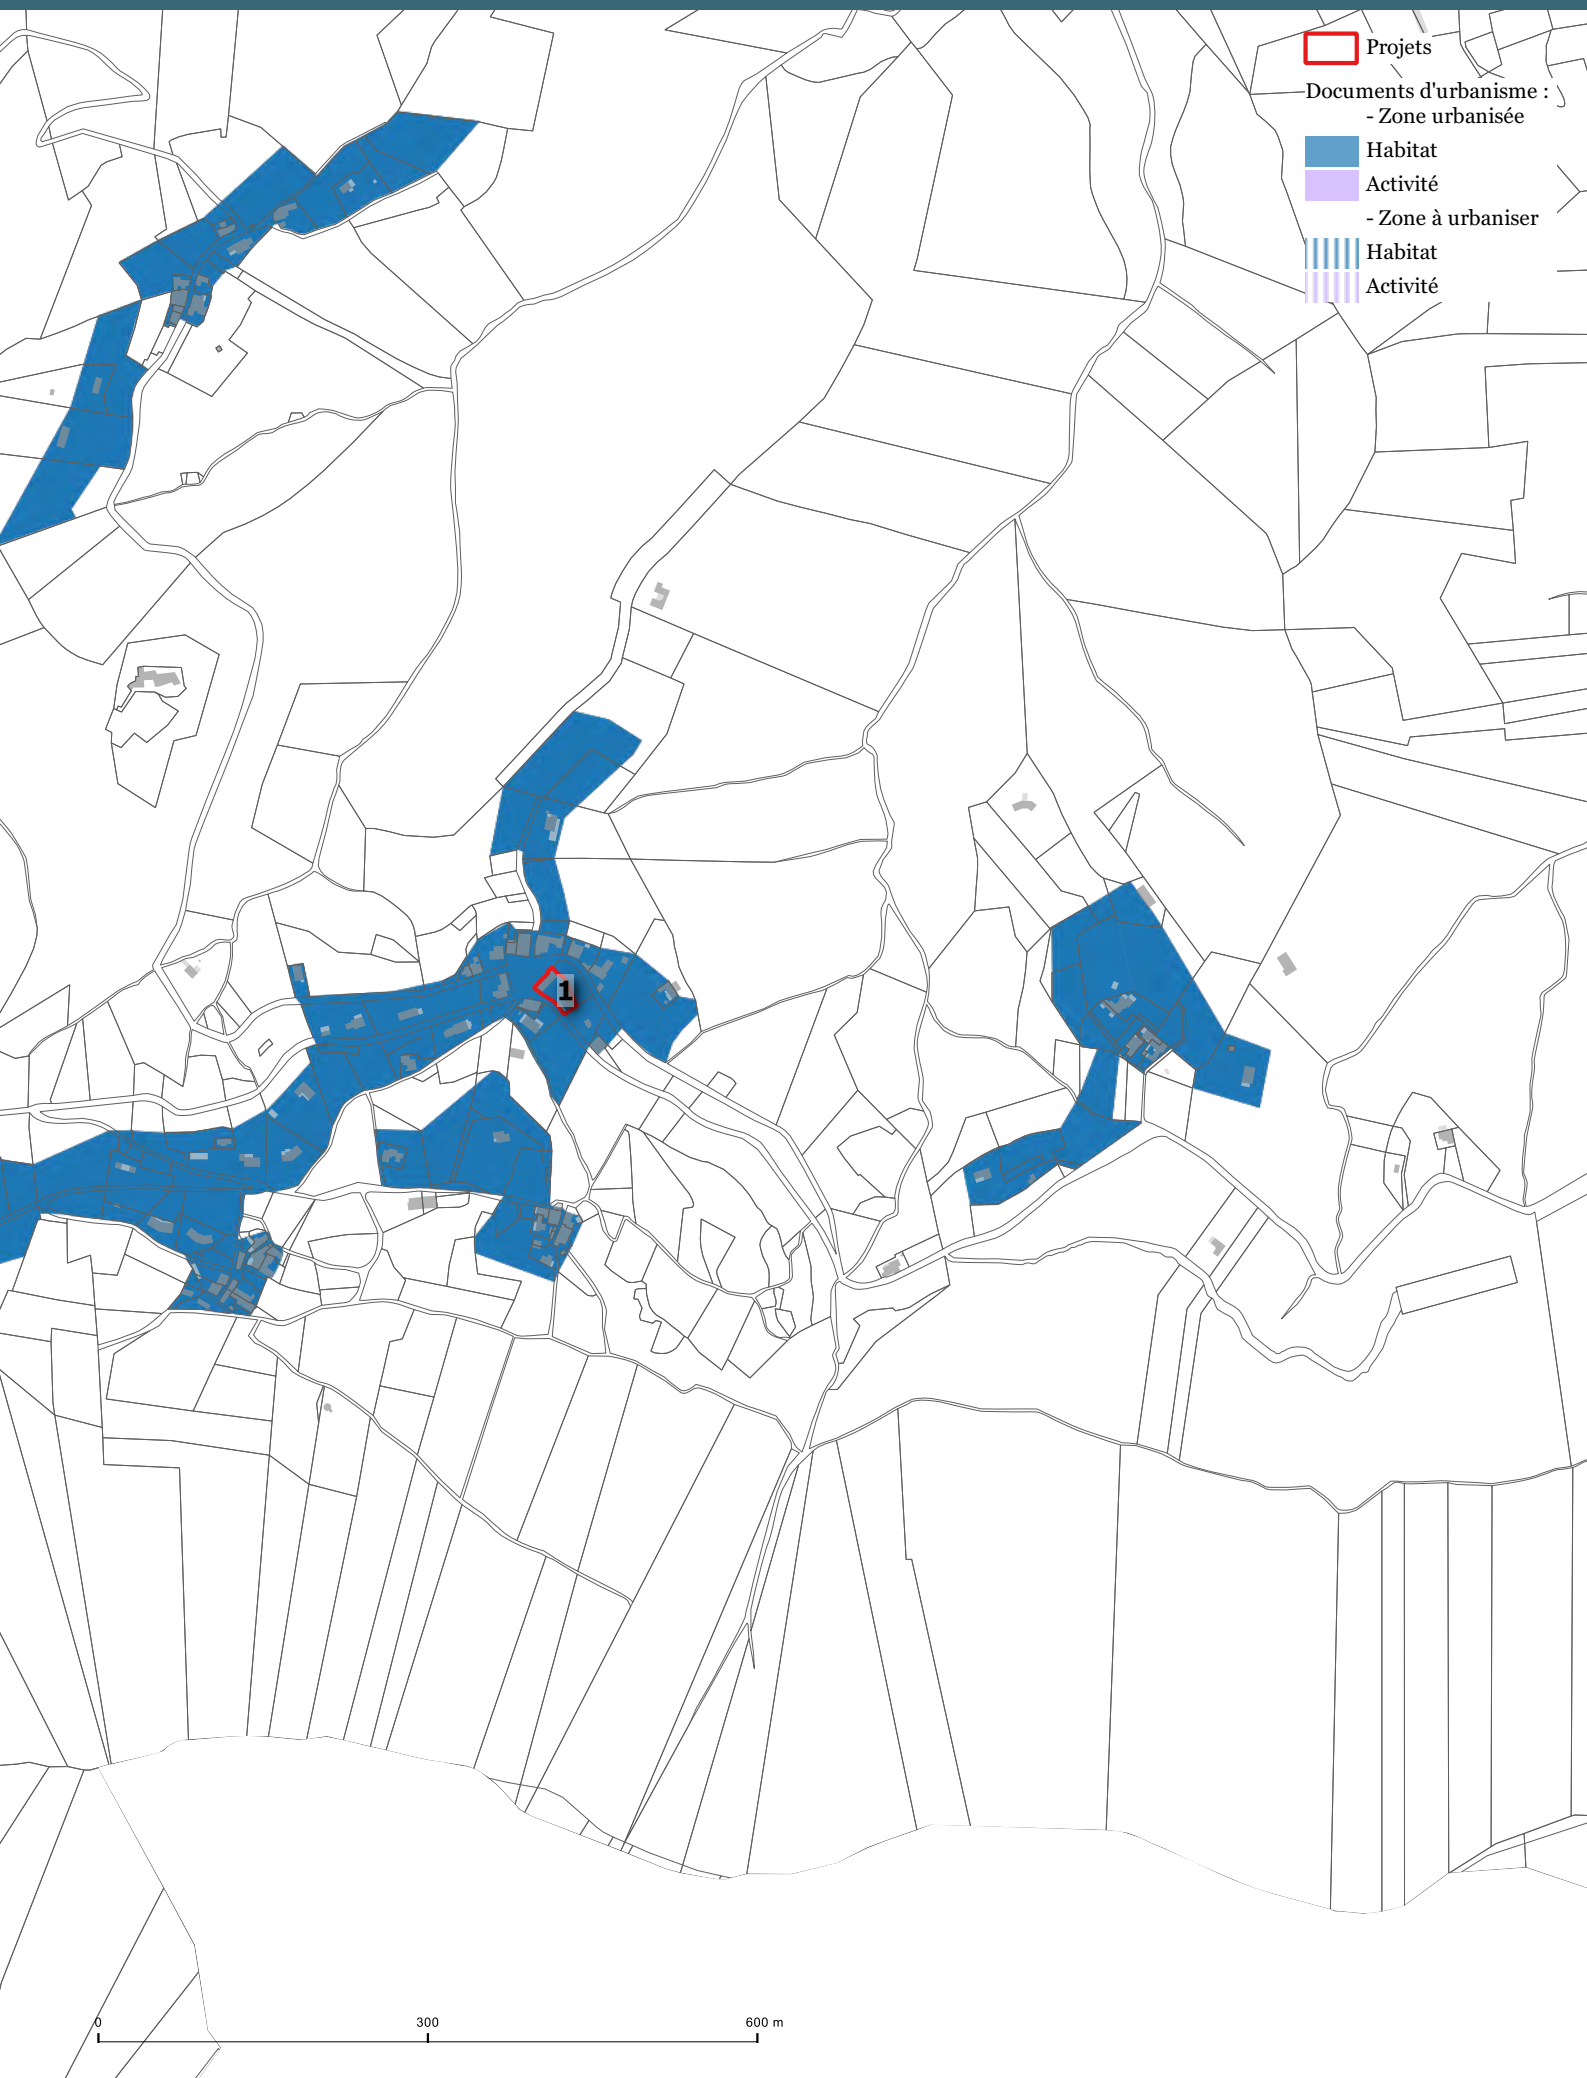 Projets
Documents d'urbanisme :
- Zone urbanisée
Habitat
Activité
- Zone à urbaniser
Habitat
Activité
1
0 300 600 m